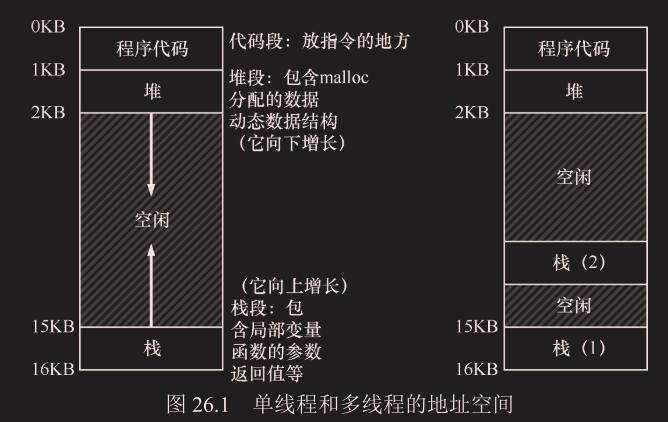 0KB
程序代码
代码段：放指令的地方
1KB
堆
堆段：包含malloc
分配的数据
动态数据结构
（它向下增长）
2KB
空闲
（它向上增长）
栈段：包
含局部变量
函数的参数
返回值等
15KB
栈
16KB
0KB
程序代码
1KB
堆
2KB
空闲
栈（2）
空闲
15KB
栈（1）
16KB
图 26.1 单线程和多线程的地址空间